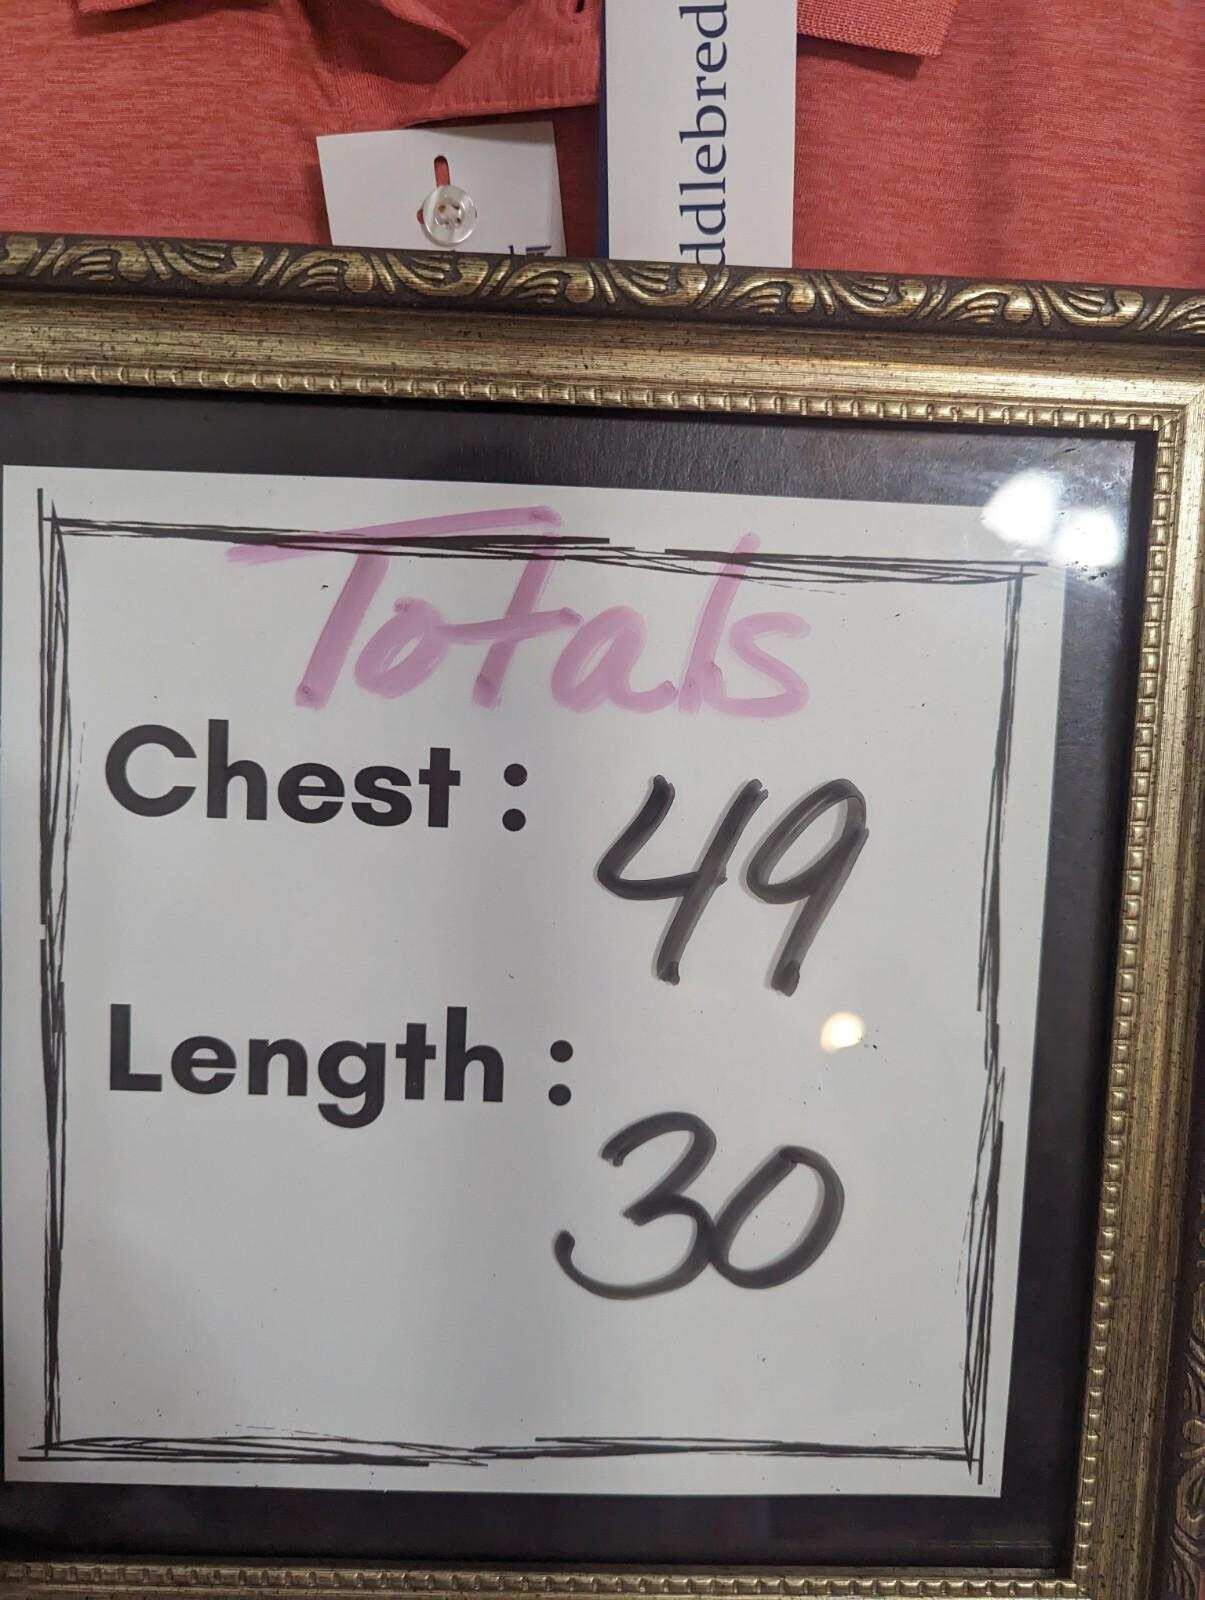 ddlebred
Totals
Chest : 49
Length :
30